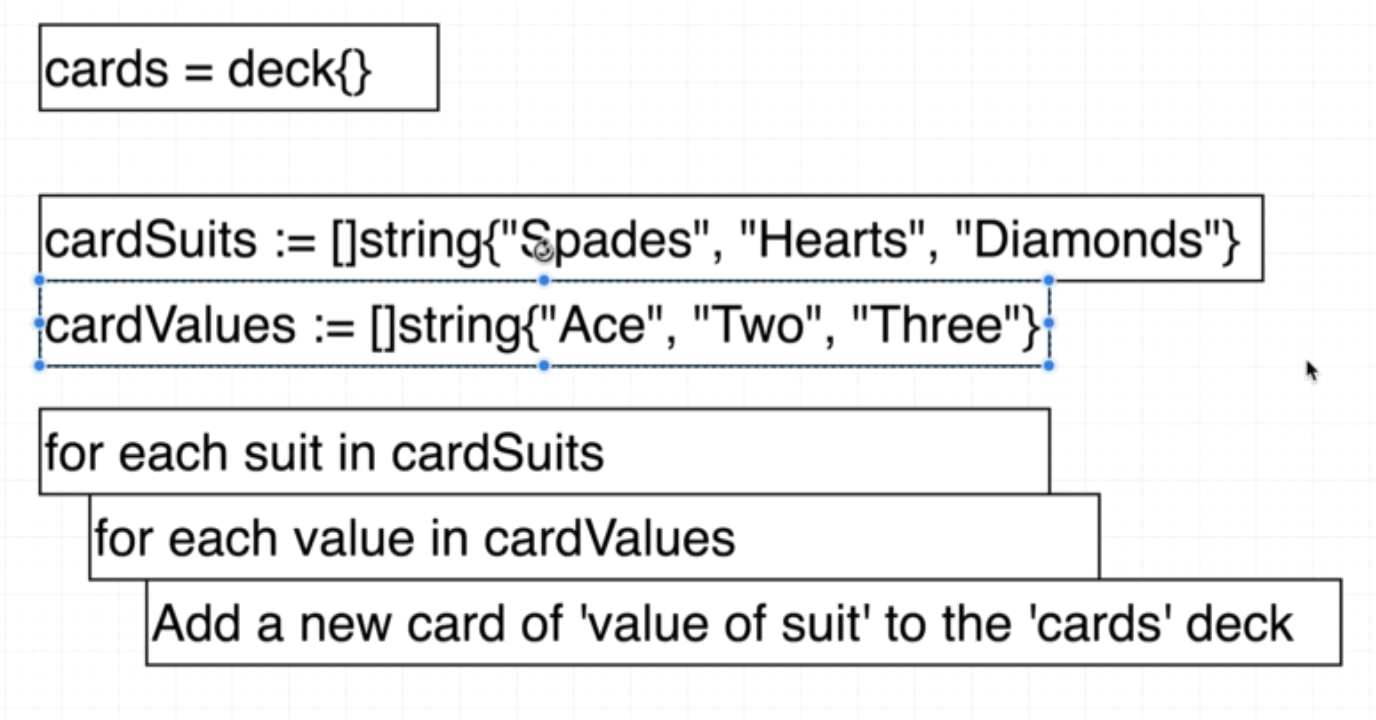 cards = deck{}
cardSuits := []string{"Spades", "Hearts", "Diamonds"}
cardValues := []string{"Ace", "Two", "Three"}
for each suit in cardSuits
for each value in cardValues
Add a new card of 'value of suit' to the 'cards' deck